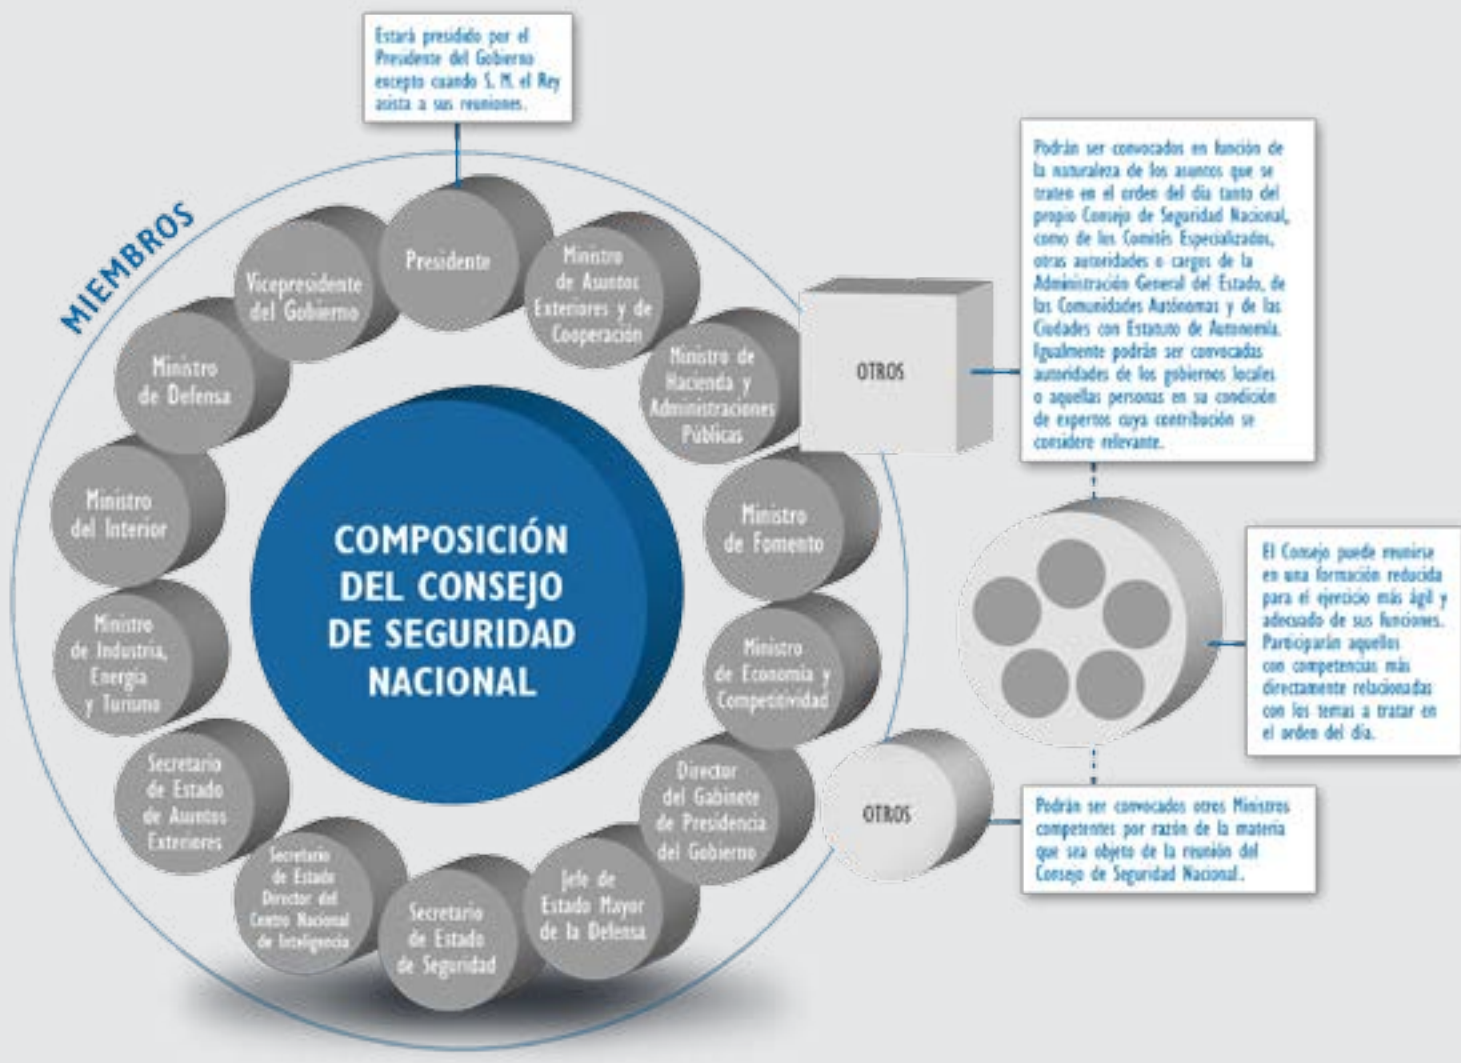 Estará presidido por el
Presidente del Gobierno
excepto cuando S. M. el Rey
asista a sus reuniones.
MIEMBROS
Presidente
Ministro
de Asuntos
Exteriores y de
Cooperación
Ministro de
Hacienda y
Administraciones
Públicas
Ministro
de Fomento
Ministro
de Economía y
Competitividad
Director
del Gabinete
de Presidencia
del Gobierno
Jefe de
Estado Mayor
de la Defensa
Secretario
de Estado
de Seguridad
Secretario
de Estado
Director del
Centro Nacional
de Inteligencia
Secretario
de Estado
de Asuntos
Exteriores
Ministro
de Industria,
Energía
y Turismo
Ministro
del Interior
Ministro
de Defensa
Vicepresidente
del Gobierno
COMPOSICIÓN
DEL CONSEJO
DE SEGURIDAD
NACIONAL
OTROS
Podrán ser convocados en función de
la naturaleza de los asuntos que se
traten en el orden del día tanto del
propio Consejo de Seguridad Nacional,
como de los Comités Especializados,
otras autoridades o cargos de la
Administración General del Estado, de
las Comunidades Autónomas y de las
Ciudades con Estatuto de Autonomía.
Igualmente podrán ser convocadas
autoridades de los gobiernos locales
o aquellas personas en su condición
de expertos cuya contribución se
considere relevante.
El Consejo puede reunirse
en una formación reducida
para el ejercicio más ágil y
adecuado de sus funciones.
Participarán aquellos
con competencias más
directamente relacionadas
con los temas a tratar en
el orden del día.
OTROS
Podrán ser convocados otros Ministros
competentes por razón de la materia
que sea objeto de la reunión del
Consejo de Seguridad Nacional.